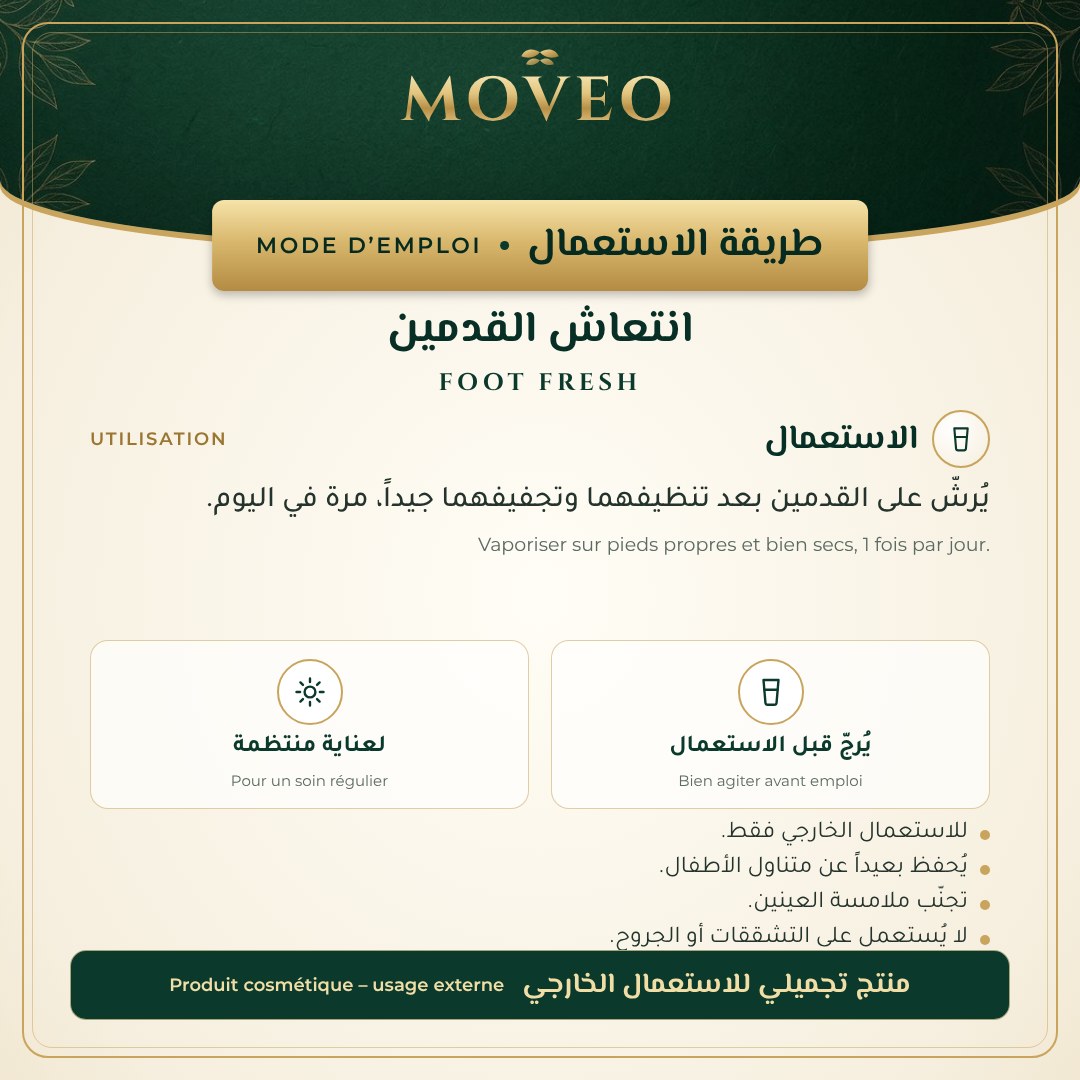 MOVEO
طريقة الاستعمال • MODE D’EMPLOI
انتعاش القدمين
FOOT FRESH
الاستعمال
UTILISATION
يُرشّ على القدمين بعد تنظيفهما وتجفيفهما جيداً، مرة في اليوم.
Vaporiser sur pieds propres et bien secs, 1 fois par jour.
يُرجّ قبل الاستعمال
Bien agiter avant emploi
لعناية منتظمة
Pour un soin régulier
للاستعمال الخارجي فقط.
يُحفظ بعيداً عن متناول الأطفال.
تجنّب ملامسة العينين.
لا يُستعمل على التشققات أو الجروح.
منتج تجميلي للاستعمال الخارجي Produit cosmétique – usage externe